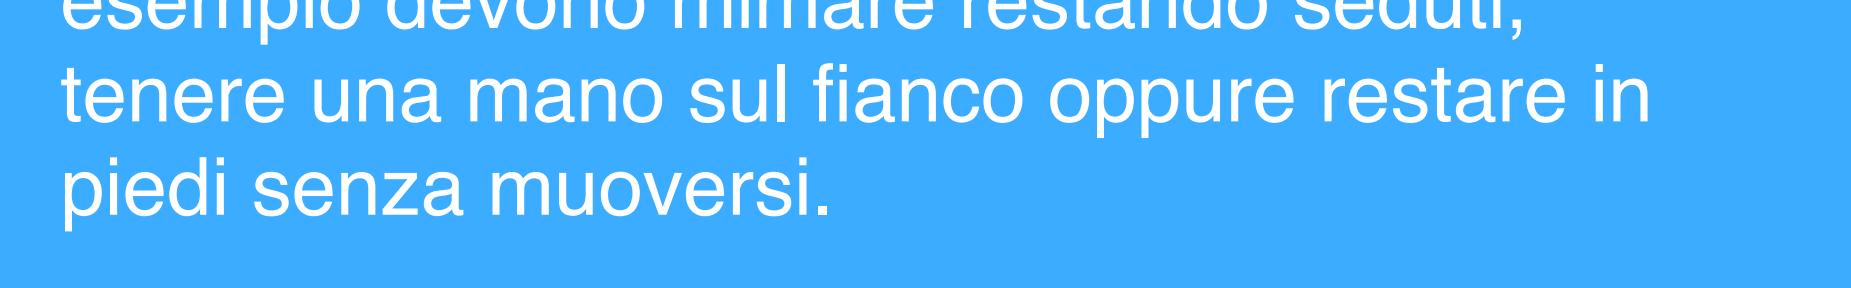 esempio devono mimare restando seduti,
tenere una mano sul fianco oppure restare in
piedi senza muoversi.